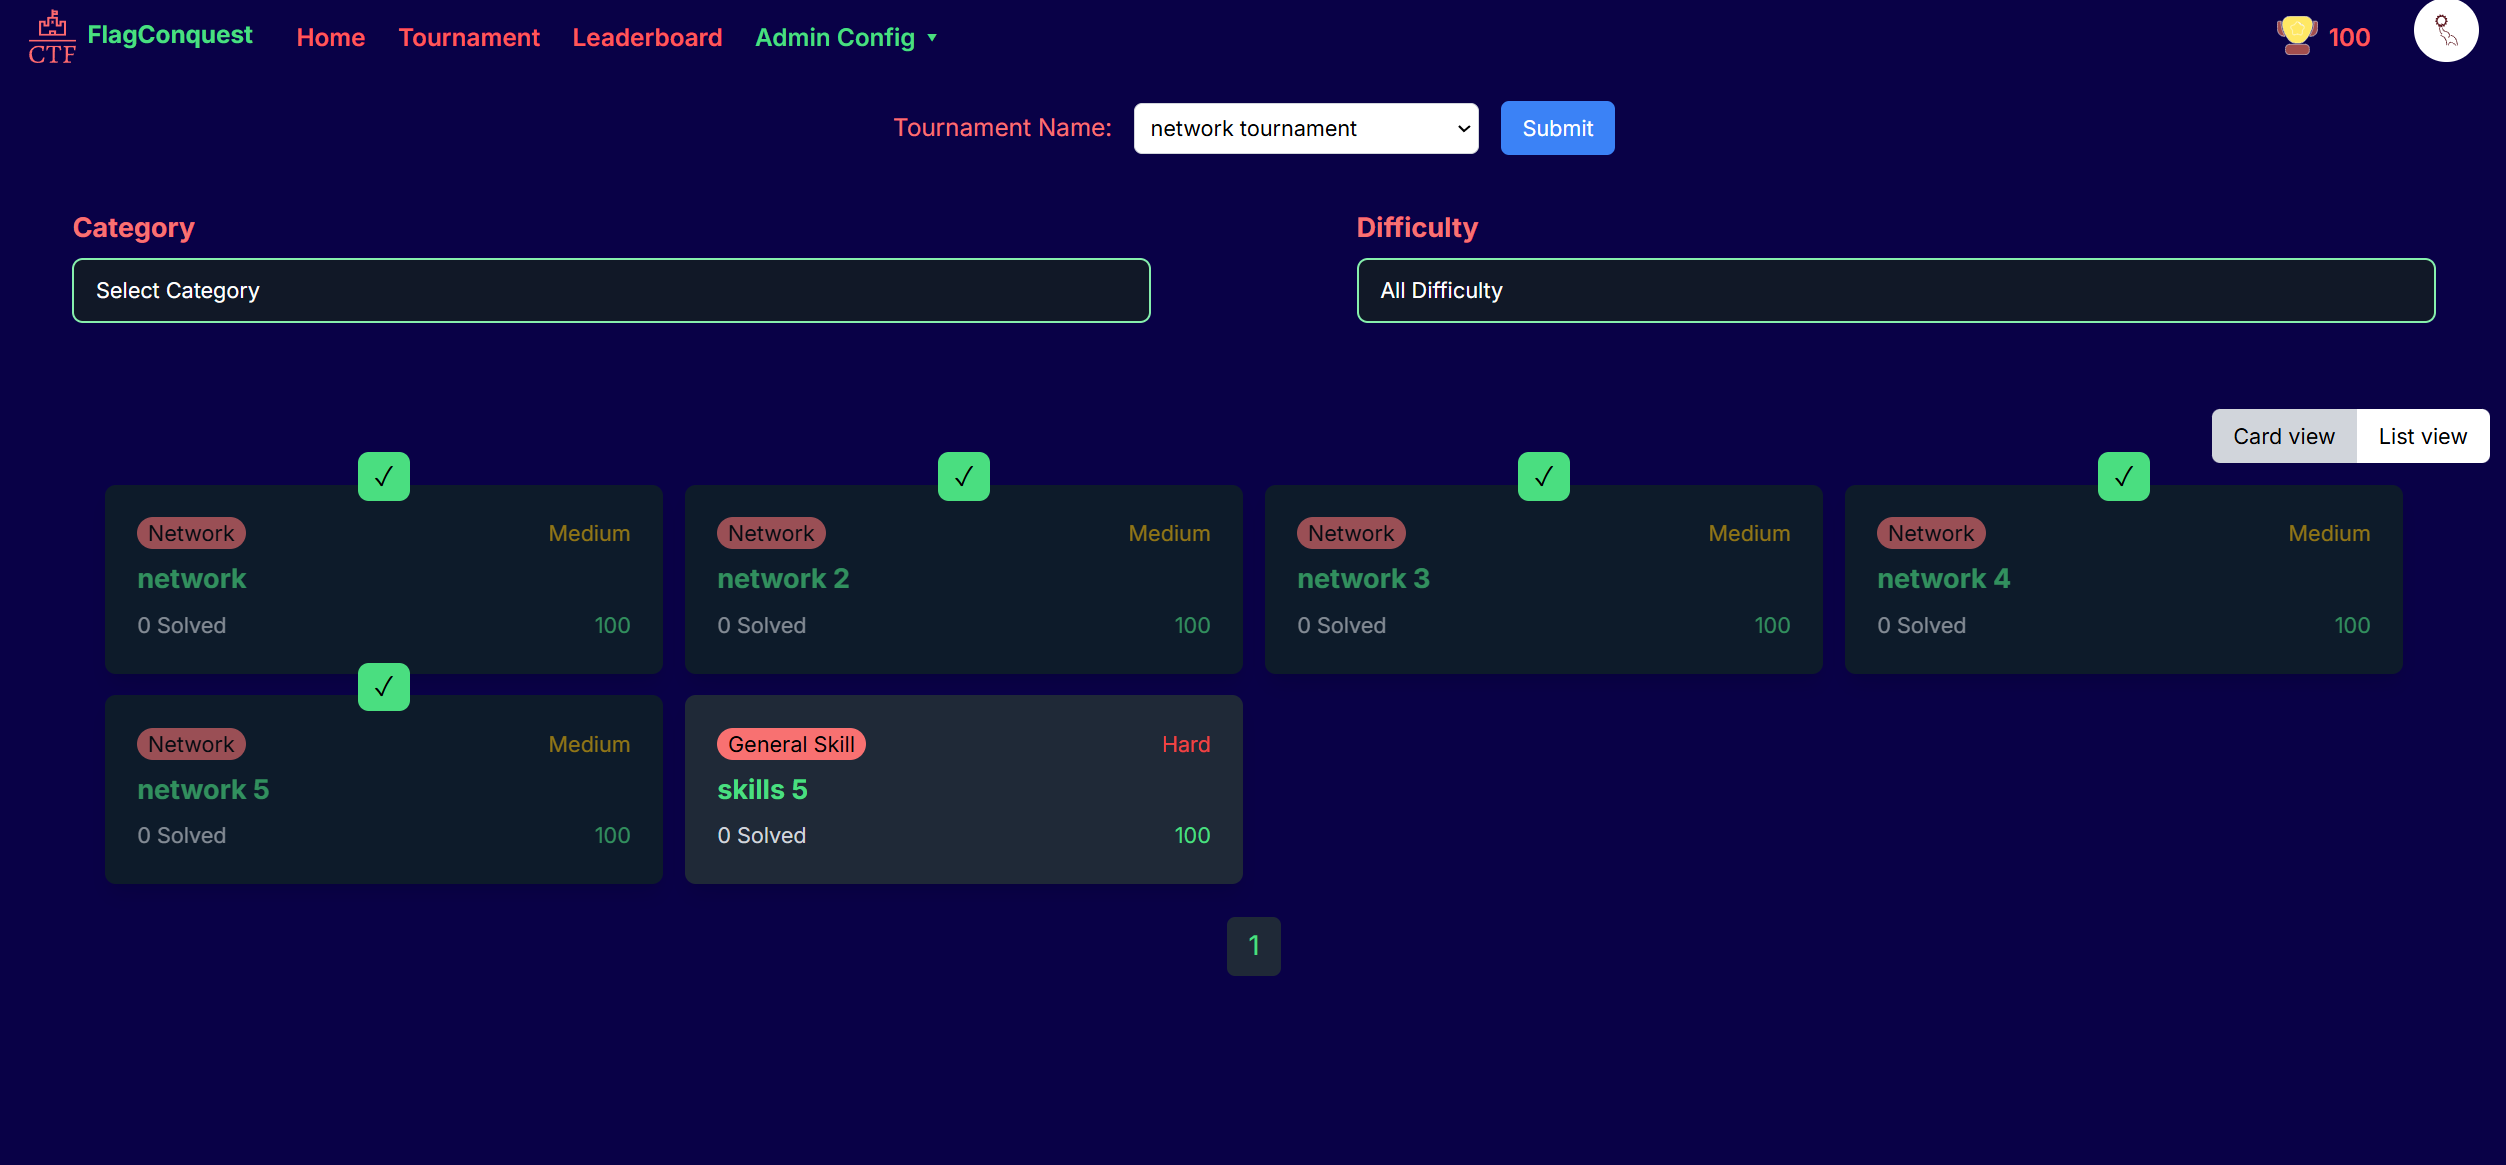 CTF FlagConquest Home Tournament Leaderboard Admin Config ▼ 100
Tournament Name: network tournament Submit
Category Difficulty
Select Category All Difficulty
Card view List view
✓ ✓ ✓ ✓
Network Medium Network Medium Network Medium Network Medium
network network 2 network 3 network 4
0 Solved 100 0 Solved 100 0 Solved 100 0 Solved 100
✓
Network Medium General Skill Hard
network 5 skills 5
0 Solved 100 0 Solved 100
1